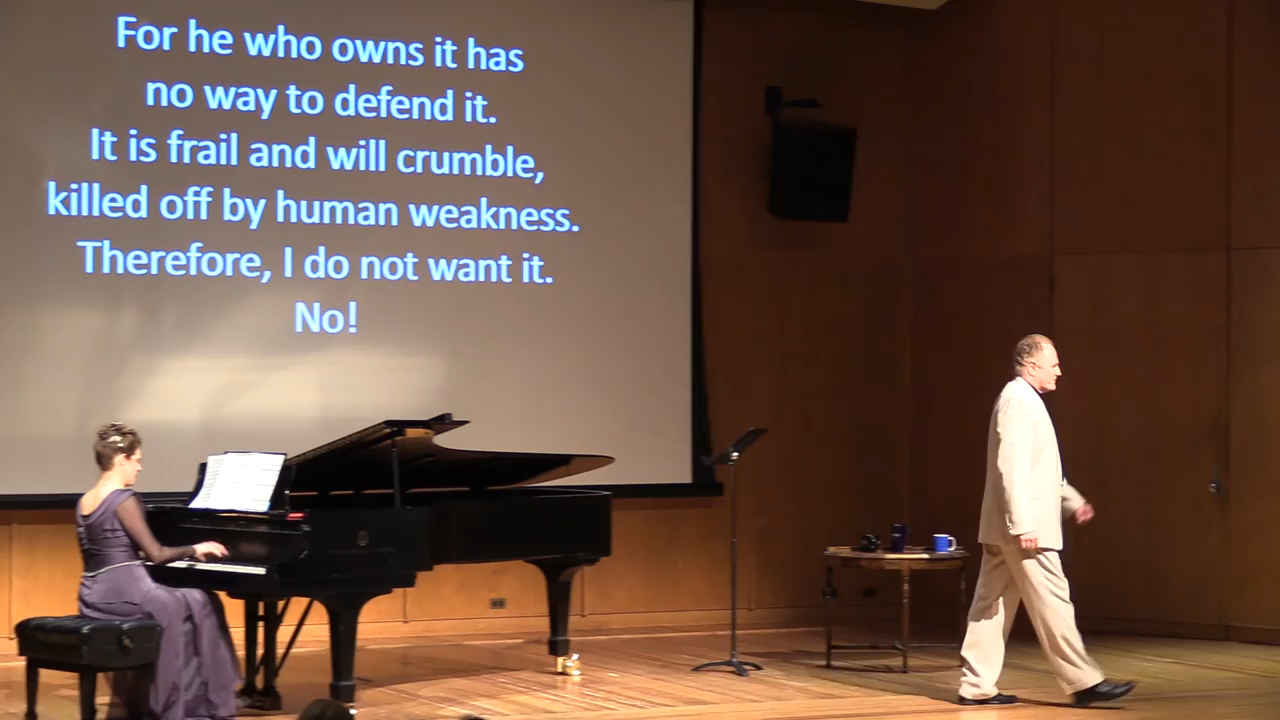 For he who owns it has
no way to defend it.
It is frail and will crumble,
killed off by human weakness.
Therefore, I do not want it.
No!